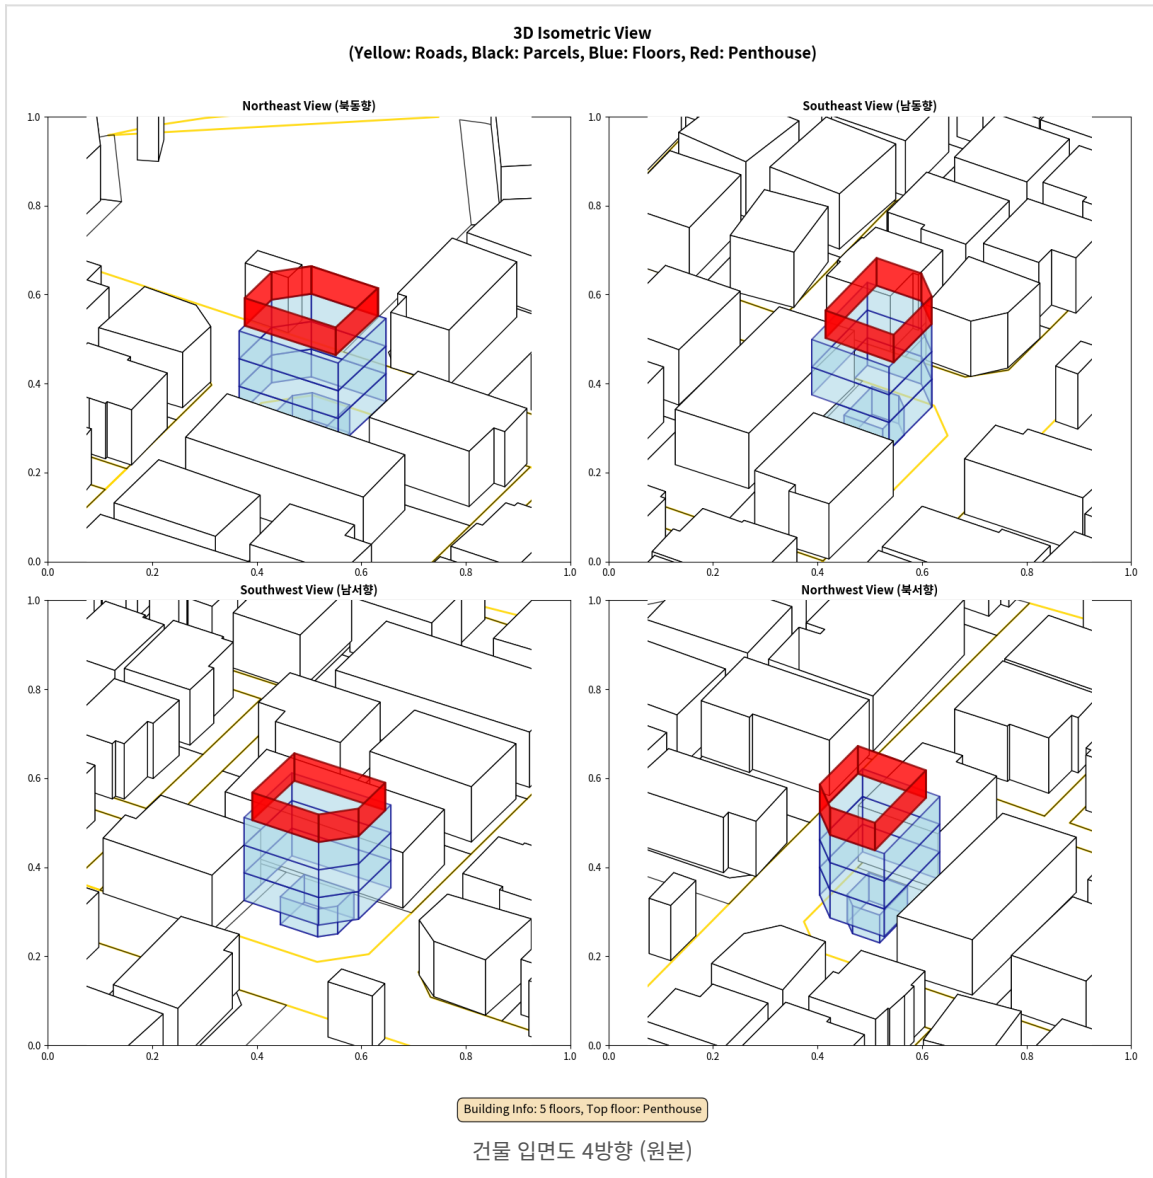 3D Isometric View
(Yellow: Roads, Black: Parcels, Blue: Floors, Red: Penthouse)
Northeast View (북동향)
1.0
0.8
0.6
0.4
0.2
0.0
0.0 0.2 0.4 0.6 0.8 1.0
Southeast View (남동향)
1.0
0.8
0.6
0.4
0.2
0.0
0.0 0.2 0.4 0.6 0.8 1.0
Southwest View (남서향)
1.0
0.8
0.6
0.4
0.2
0.0
0.0 0.2 0.4 0.6 0.8 1.0
Northwest View (북서향)
1.0
0.8
0.6
0.4
0.2
0.0
0.0 0.2 0.4 0.6 0.8 1.0
Building Info: 5 floors, Top floor: Penthouse
건물 입면도 4방향 (원본)